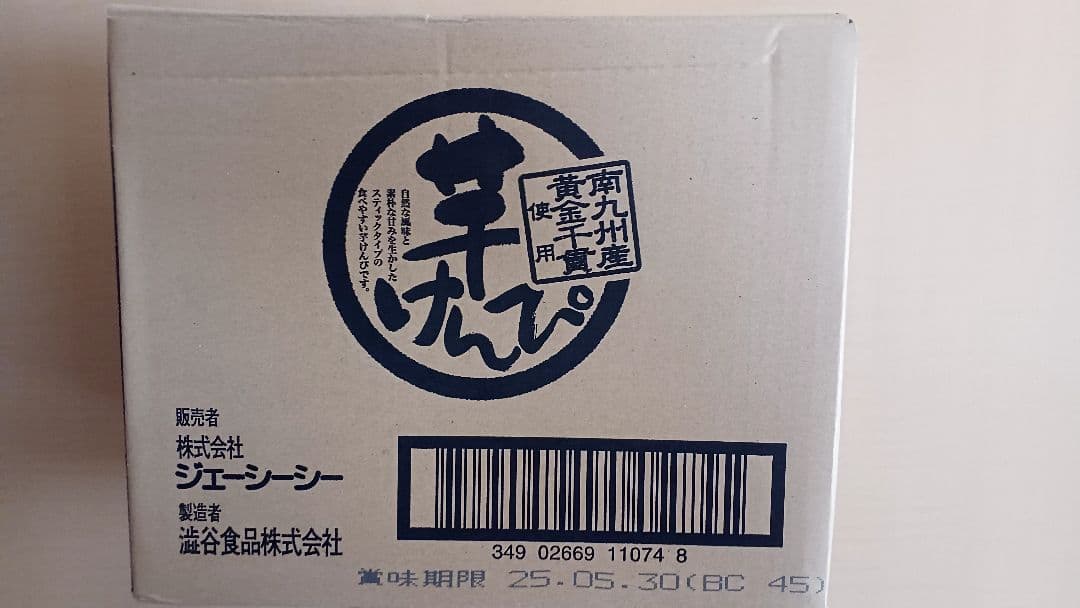 芋けんぴ
自然な風味と
素朴な甘みを生かした
スティックタイプの
食べやすい芋けんぴです。
南九州産
黄金千貫
使用
販売者
株式会社
ジェーシーシー
製造者
澁谷食品株式会社
349 02669 11074 8
賞味期限 25.05.30(BC 45)